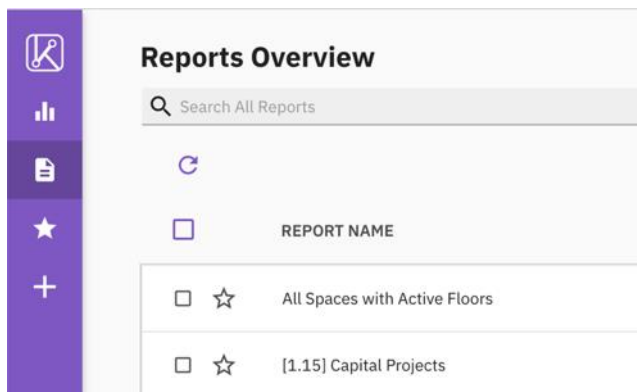 Reports Overview
Search All Reports
REPORT NAME
All Spaces with Active Floors
[1.15] Capital Projects